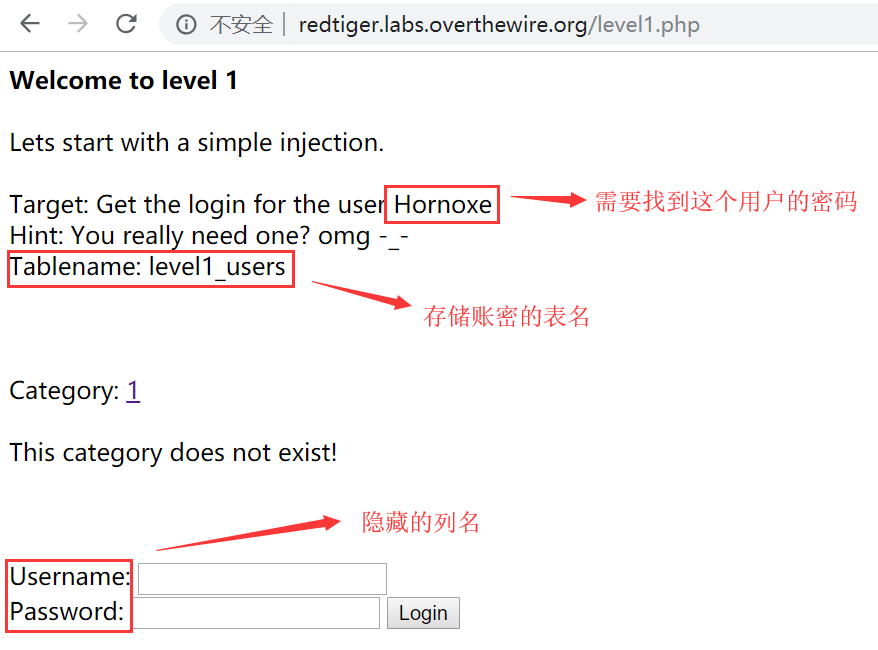 不安全 | redtiger.labs.overthewire.org/level1.php
Welcome to level 1
Lets start with a simple injection.
Target: Get the login for the user Hornoxe
需要找到这个用户的密码
Hint: You really need one? omg -_-
Tablename: level1_users
存储账密的表名
Category: 1
This category does not exist!
隐藏的列名
Username:
Password:
Login